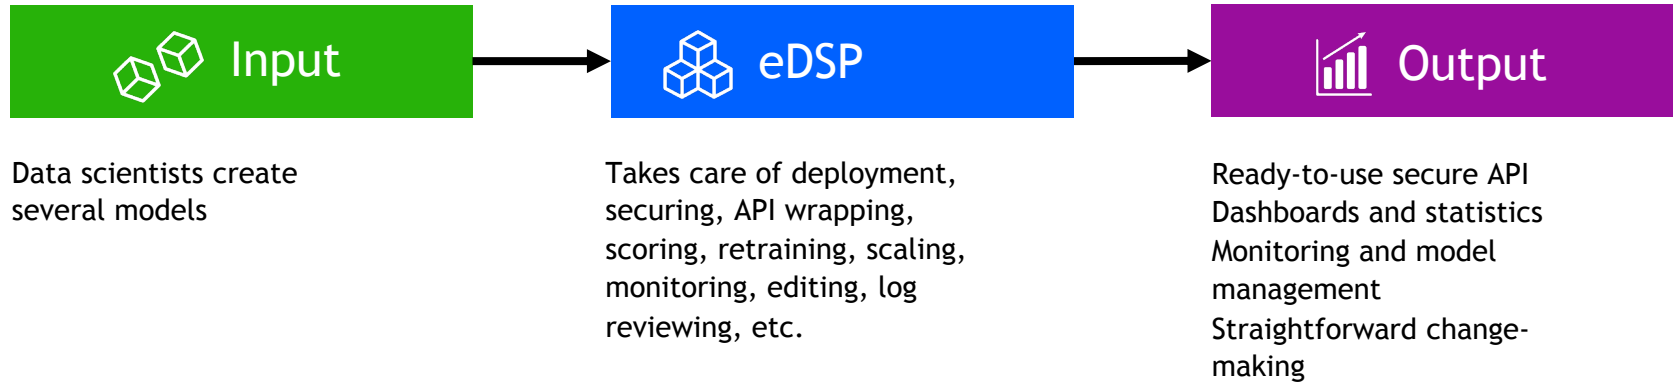 Input
eDSP
Output
Data scientists create
several models
Takes care of deployment,
securing, API wrapping,
scoring, retraining, scaling,
monitoring, editing, log
reviewing, etc.
Ready-to-use secure API
Dashboards and statistics
Monitoring and model
management
Straightforward change-
making